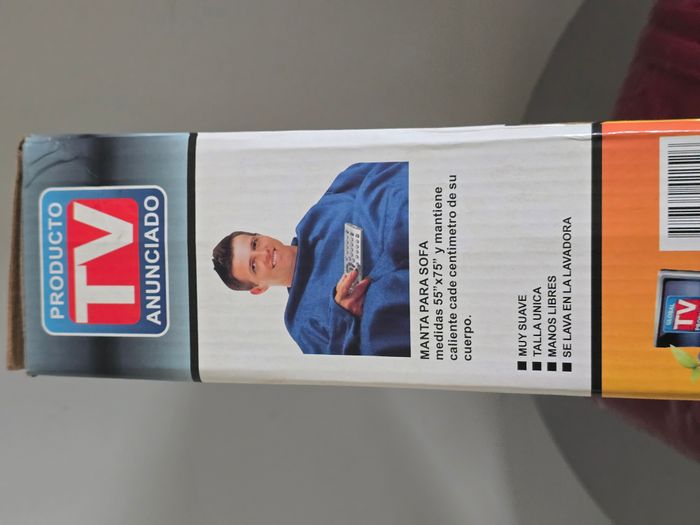 PRODUCTO
TV
ANUNCIADO
MANTA PARA SOFA
medidas 55"x75" y mantiene
caliente cade centímetro de su
cuerpo.
MUY SUAVE
TALLA UNICA
MANOS LIBRES
SE LAVA EN LA LAVADORA
GLOBAL
TV